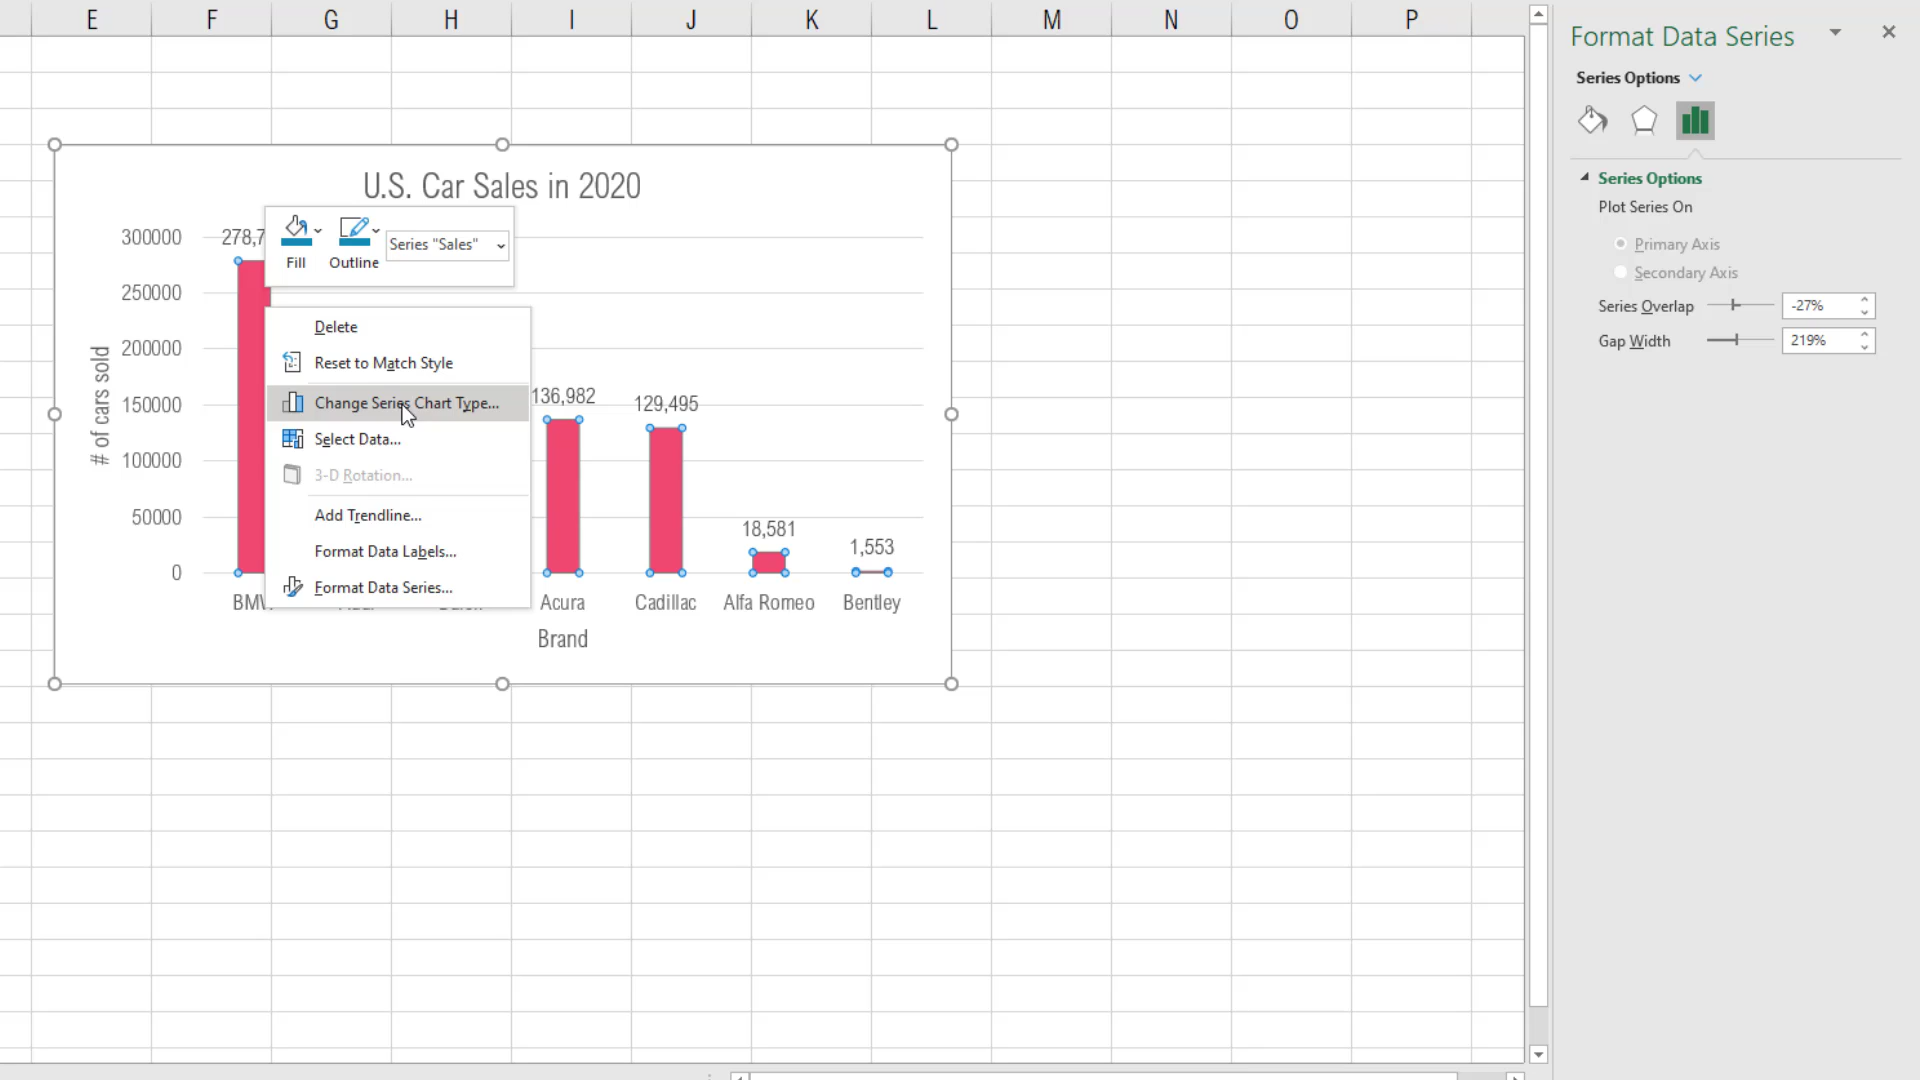 E F G H I J K L M N O P
Format Data Series
Series Options
Series Options
Plot Series On
Primary Axis
Secondary Axis
Series Overlap -27%
Gap Width 219%
U.S. Car Sales in 2020
Fill
Outline
Series "Sales"
Delete
Reset to Match Style
Change Series Chart Type...
Select Data...
3-D Rotation...
Add Trendline...
Format Data Labels...
Format Data Series...
# of cars sold
300000
250000
200000
150000
100000
50000
0
278,7
136,982
129,495
18,581
1,553
Acura Cadillac Alfa Romeo Bentley
Brand